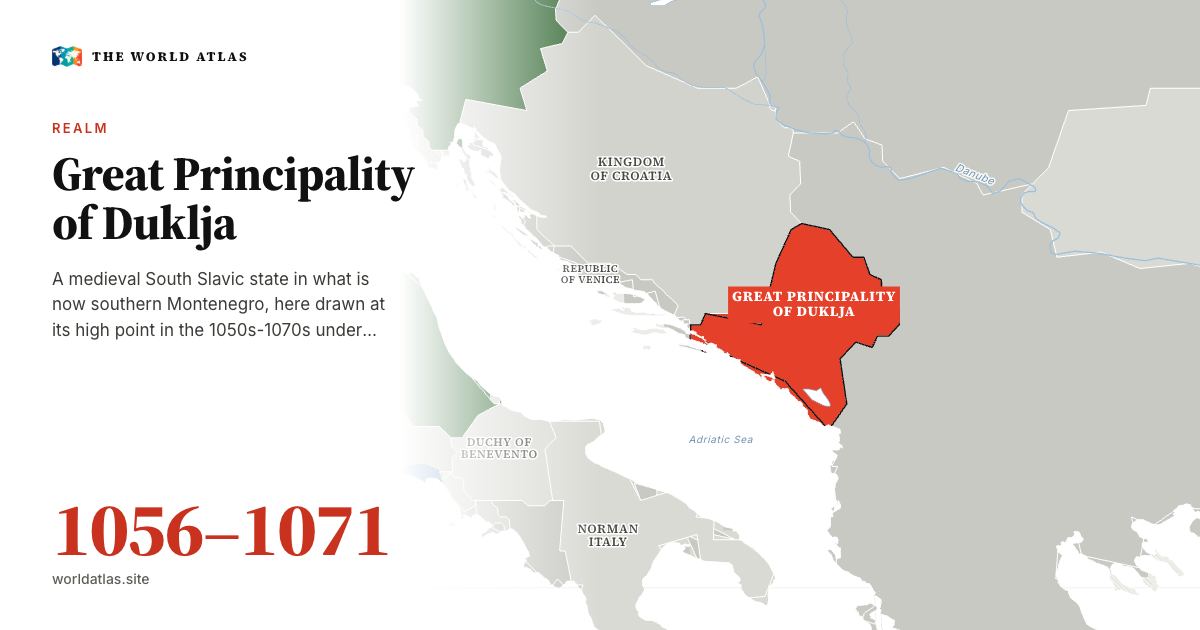 THE WORLD ATLAS
REALM
Great Principality
of Duklja
A medieval South Slavic state in what is
now southern Montenegro, here drawn at
its high point in the 1050s-1070s under...
1056–1071
worldatlas.site
KINGDOM
OF CROATIA
Danube
REPUBLIC
OF VENICE
GREAT PRINCIPALITY
OF DUKLJA
Adriatic Sea
DUCHY OF
BENEVENTO
NORMAN
ITALY